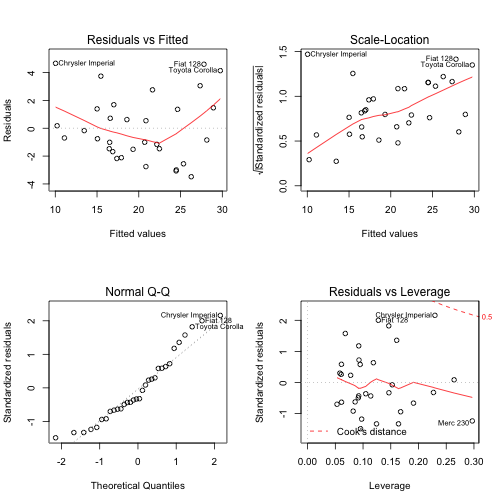 Residuals vs Fitted
Residuals
-4 -2 0 2 4
Chrysler Imperial
Fiat 128
Toyota Corolla
10 15 20 25 30
Fitted values
Scale-Location
√|Standardized residuals|
0.0 0.5 1.0 1.5
Chrysler Imperial
Fiat 128
Toyota Corolla
10 15 20 25 30
Fitted values
Normal Q-Q
Standardized residuals
-1 0 1 2
Chrysler Imperial
Fiat 128
Toyota Corolla
-2 -1 0 1 2
Theoretical Quantiles
Residuals vs Leverage
Standardized residuals
-1 0 1 2
Chrysler Imperial
Fiat 128
Merc 230
Cook's distance
0.5
0.00 0.05 0.10 0.15 0.20 0.25 0.30
Leverage